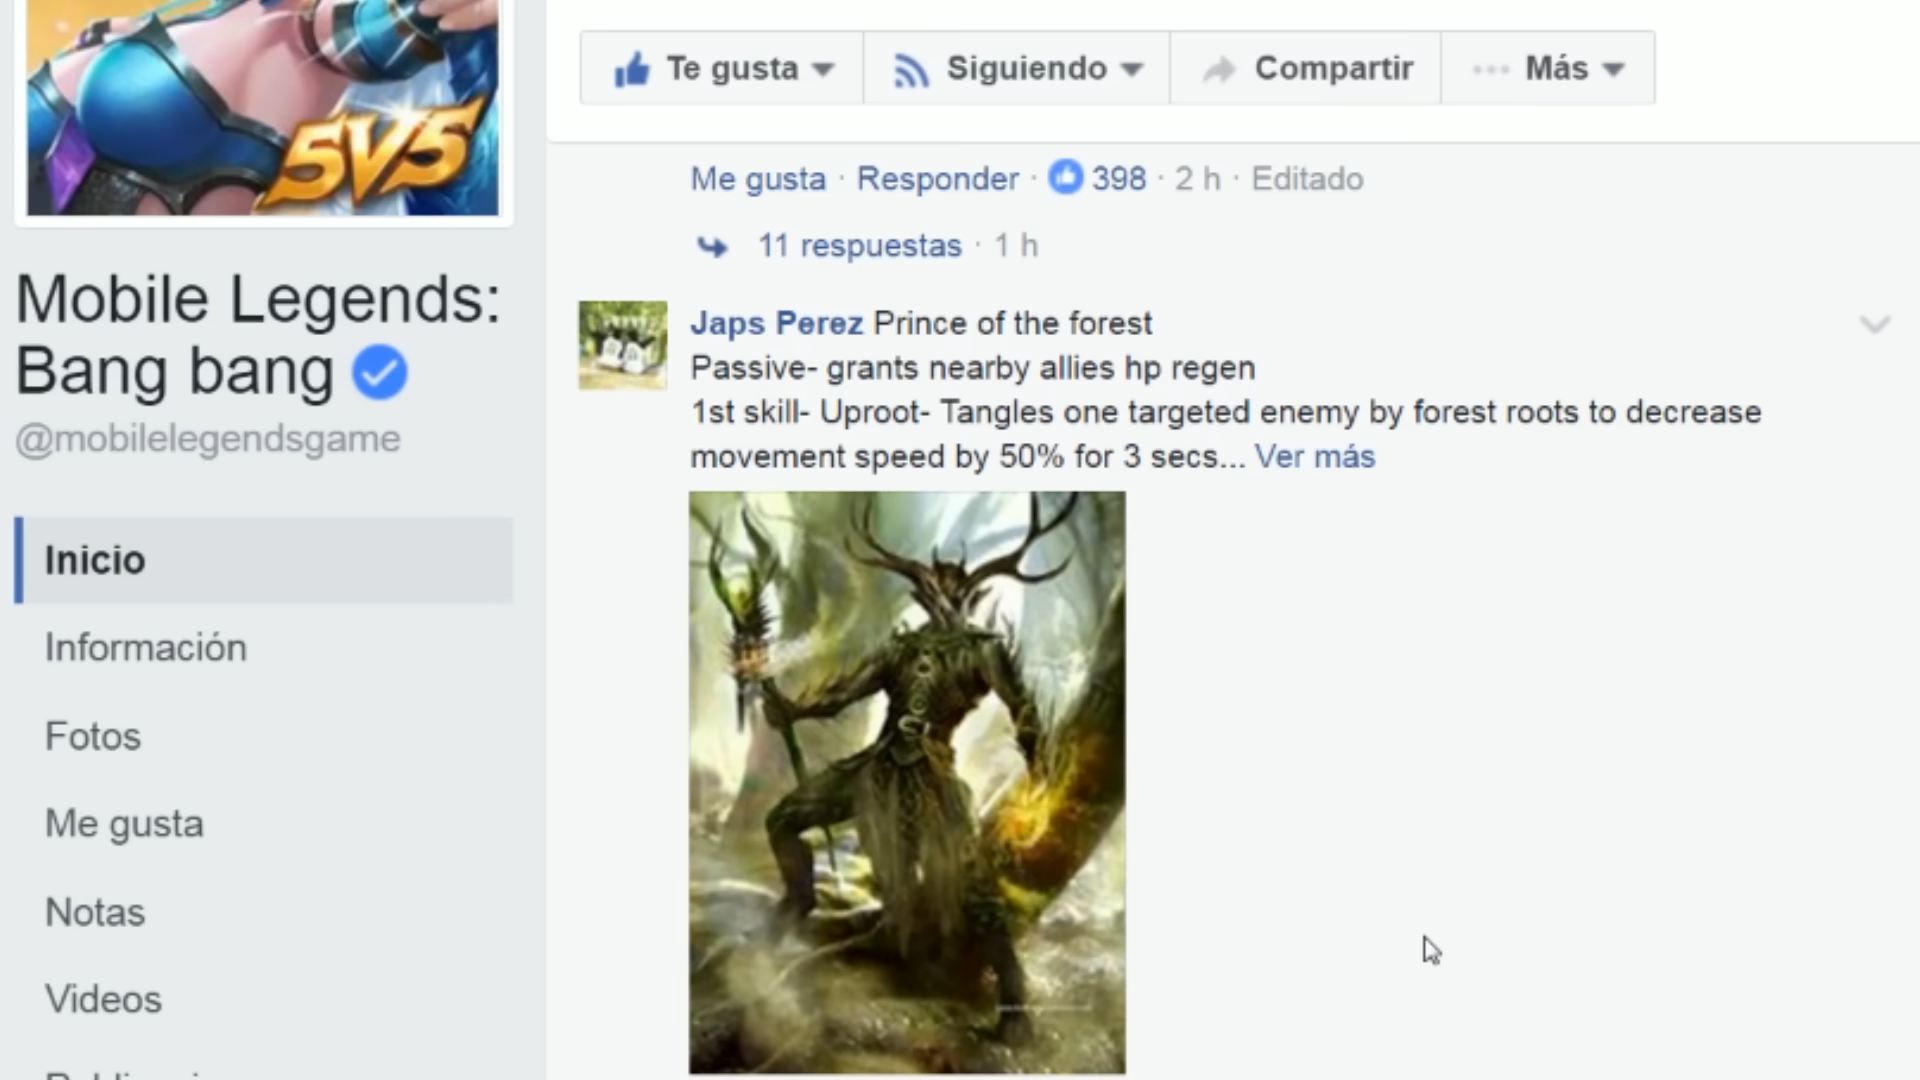 5V5
Te gusta
Siguiendo
Compartir
Más
Mobile Legends:
Bang bang
@mobilelegendsgame
Inicio
Información
Fotos
Me gusta
Notas
Videos
Me gusta · Responder · 398 · 2 h · Editado
11 respuestas · 1 h
Japs Perez Prince of the forest
Passive- grants nearby allies hp regen
1st skill- Uproot- Tangles one targeted enemy by forest roots to decrease
movement speed by 50% for 3 secs... Ver más